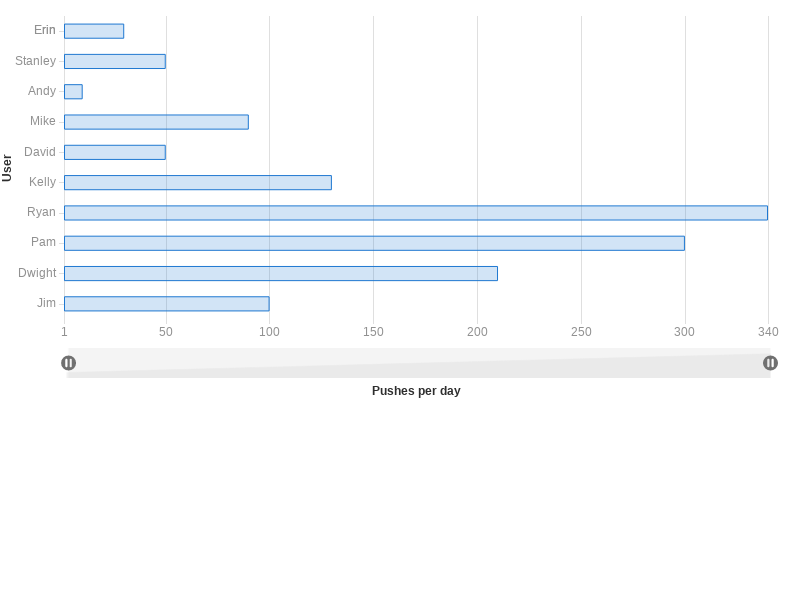 Erin
Stanley
Andy
Mike
David
Kelly
Ryan
Pam
Dwight
Jim
User
1 50 100 150 200 250 300 340
Pushes per day